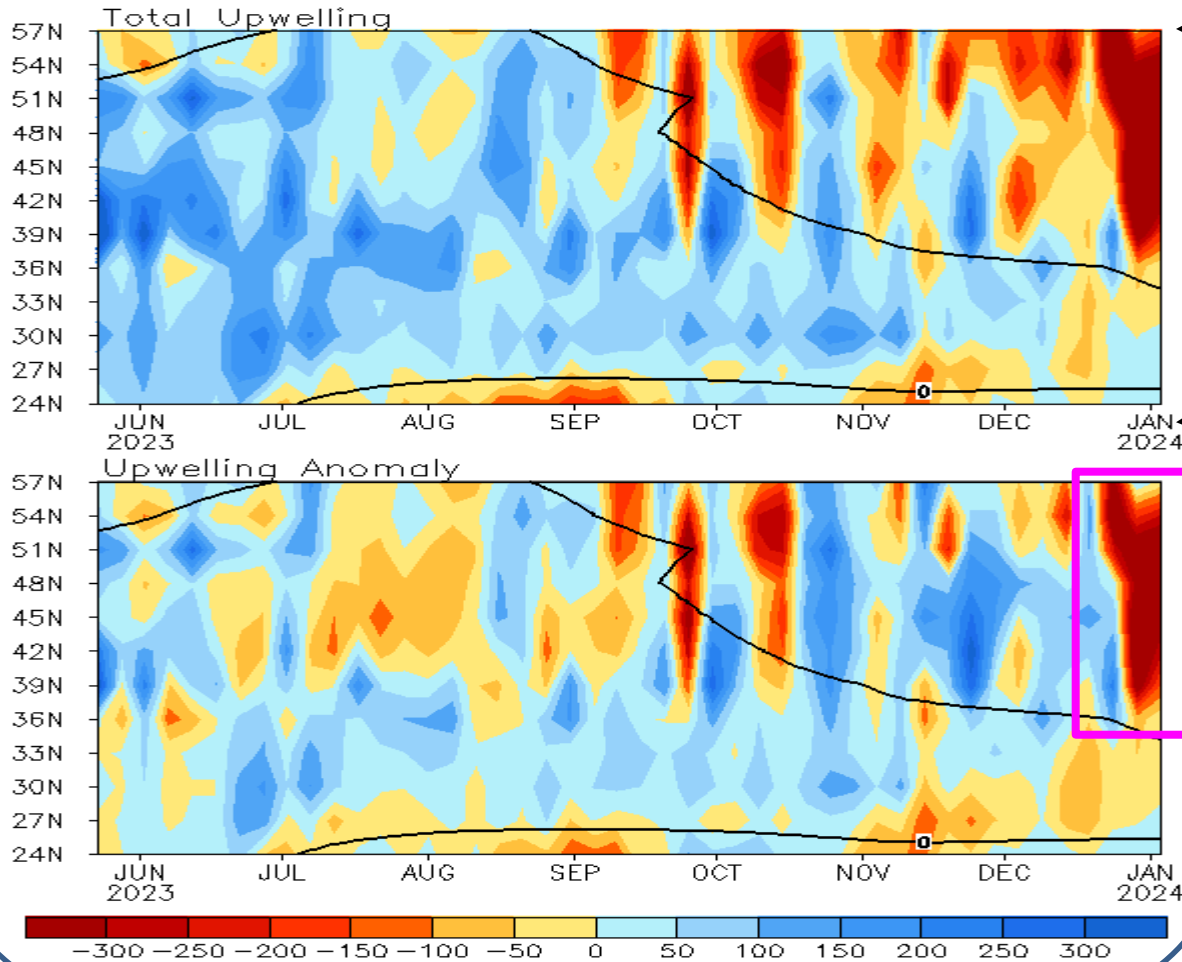 Total Upwelling
57N
54N
51N
48N
45N
42N
39N
36N
33N
30N
27N
24N
0
JUN JUL AUG SEP OCT NOV DEC JAN
2023 2024
Upwelling Anomaly
57N
54N
51N
48N
45N
42N
39N
36N
33N
30N
27N
24N
0
JUN JUL AUG SEP OCT NOV DEC JAN
2023 2024
-300 -250 -200 -150 -100 -50 0 50 100 150 200 250 300